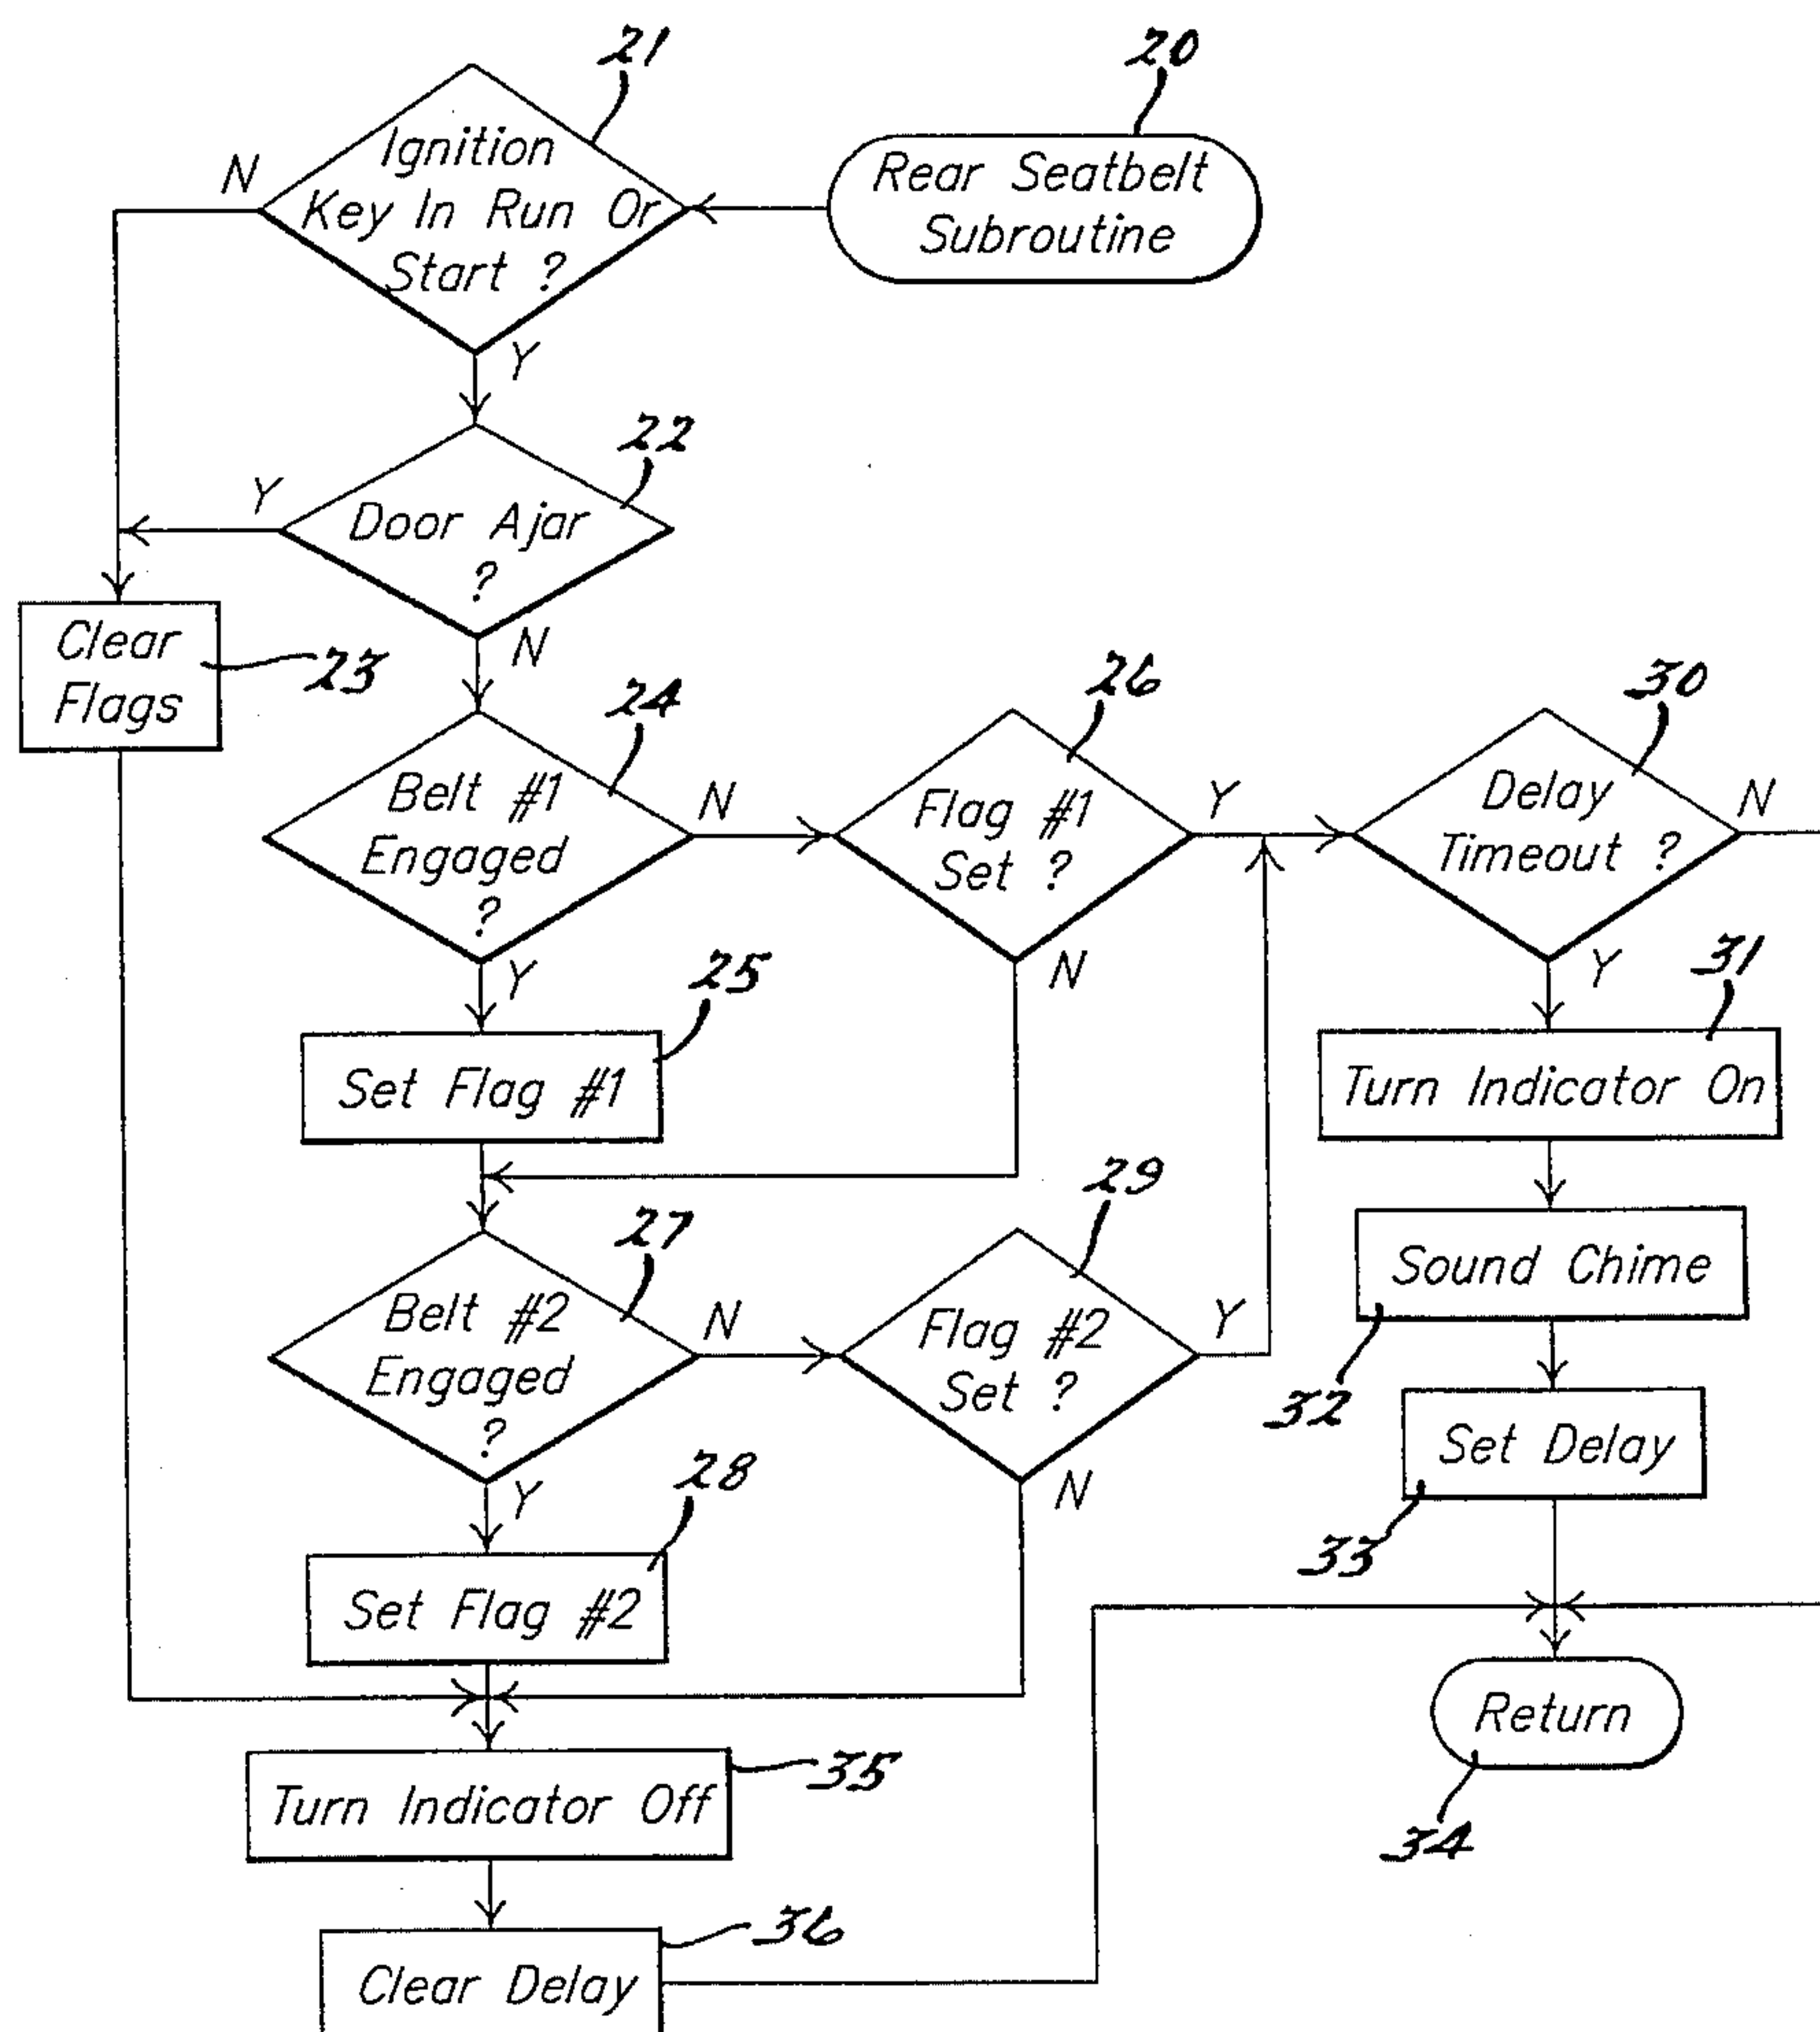 21
20
Ignition
Key In Run Or
Start ?
N
Y
Rear Seatbelt
Subroutine
22
Door Ajar
?
Y
N
Clear
Flags
23
24
Belt #1
Engaged
?
N
Y
26
Flag #1
Set ?
Y
N
30
Delay
Timeout ?
N
Y
25
Set Flag #1
31
Turn Indicator On
27
Belt #2
Engaged
?
N
Y
29
Flag #2
Set ?
Y
N
Sound Chime
32
Set Delay
33
28
Set Flag #2
Return
34
Turn Indicator Off
35
Clear Delay
36